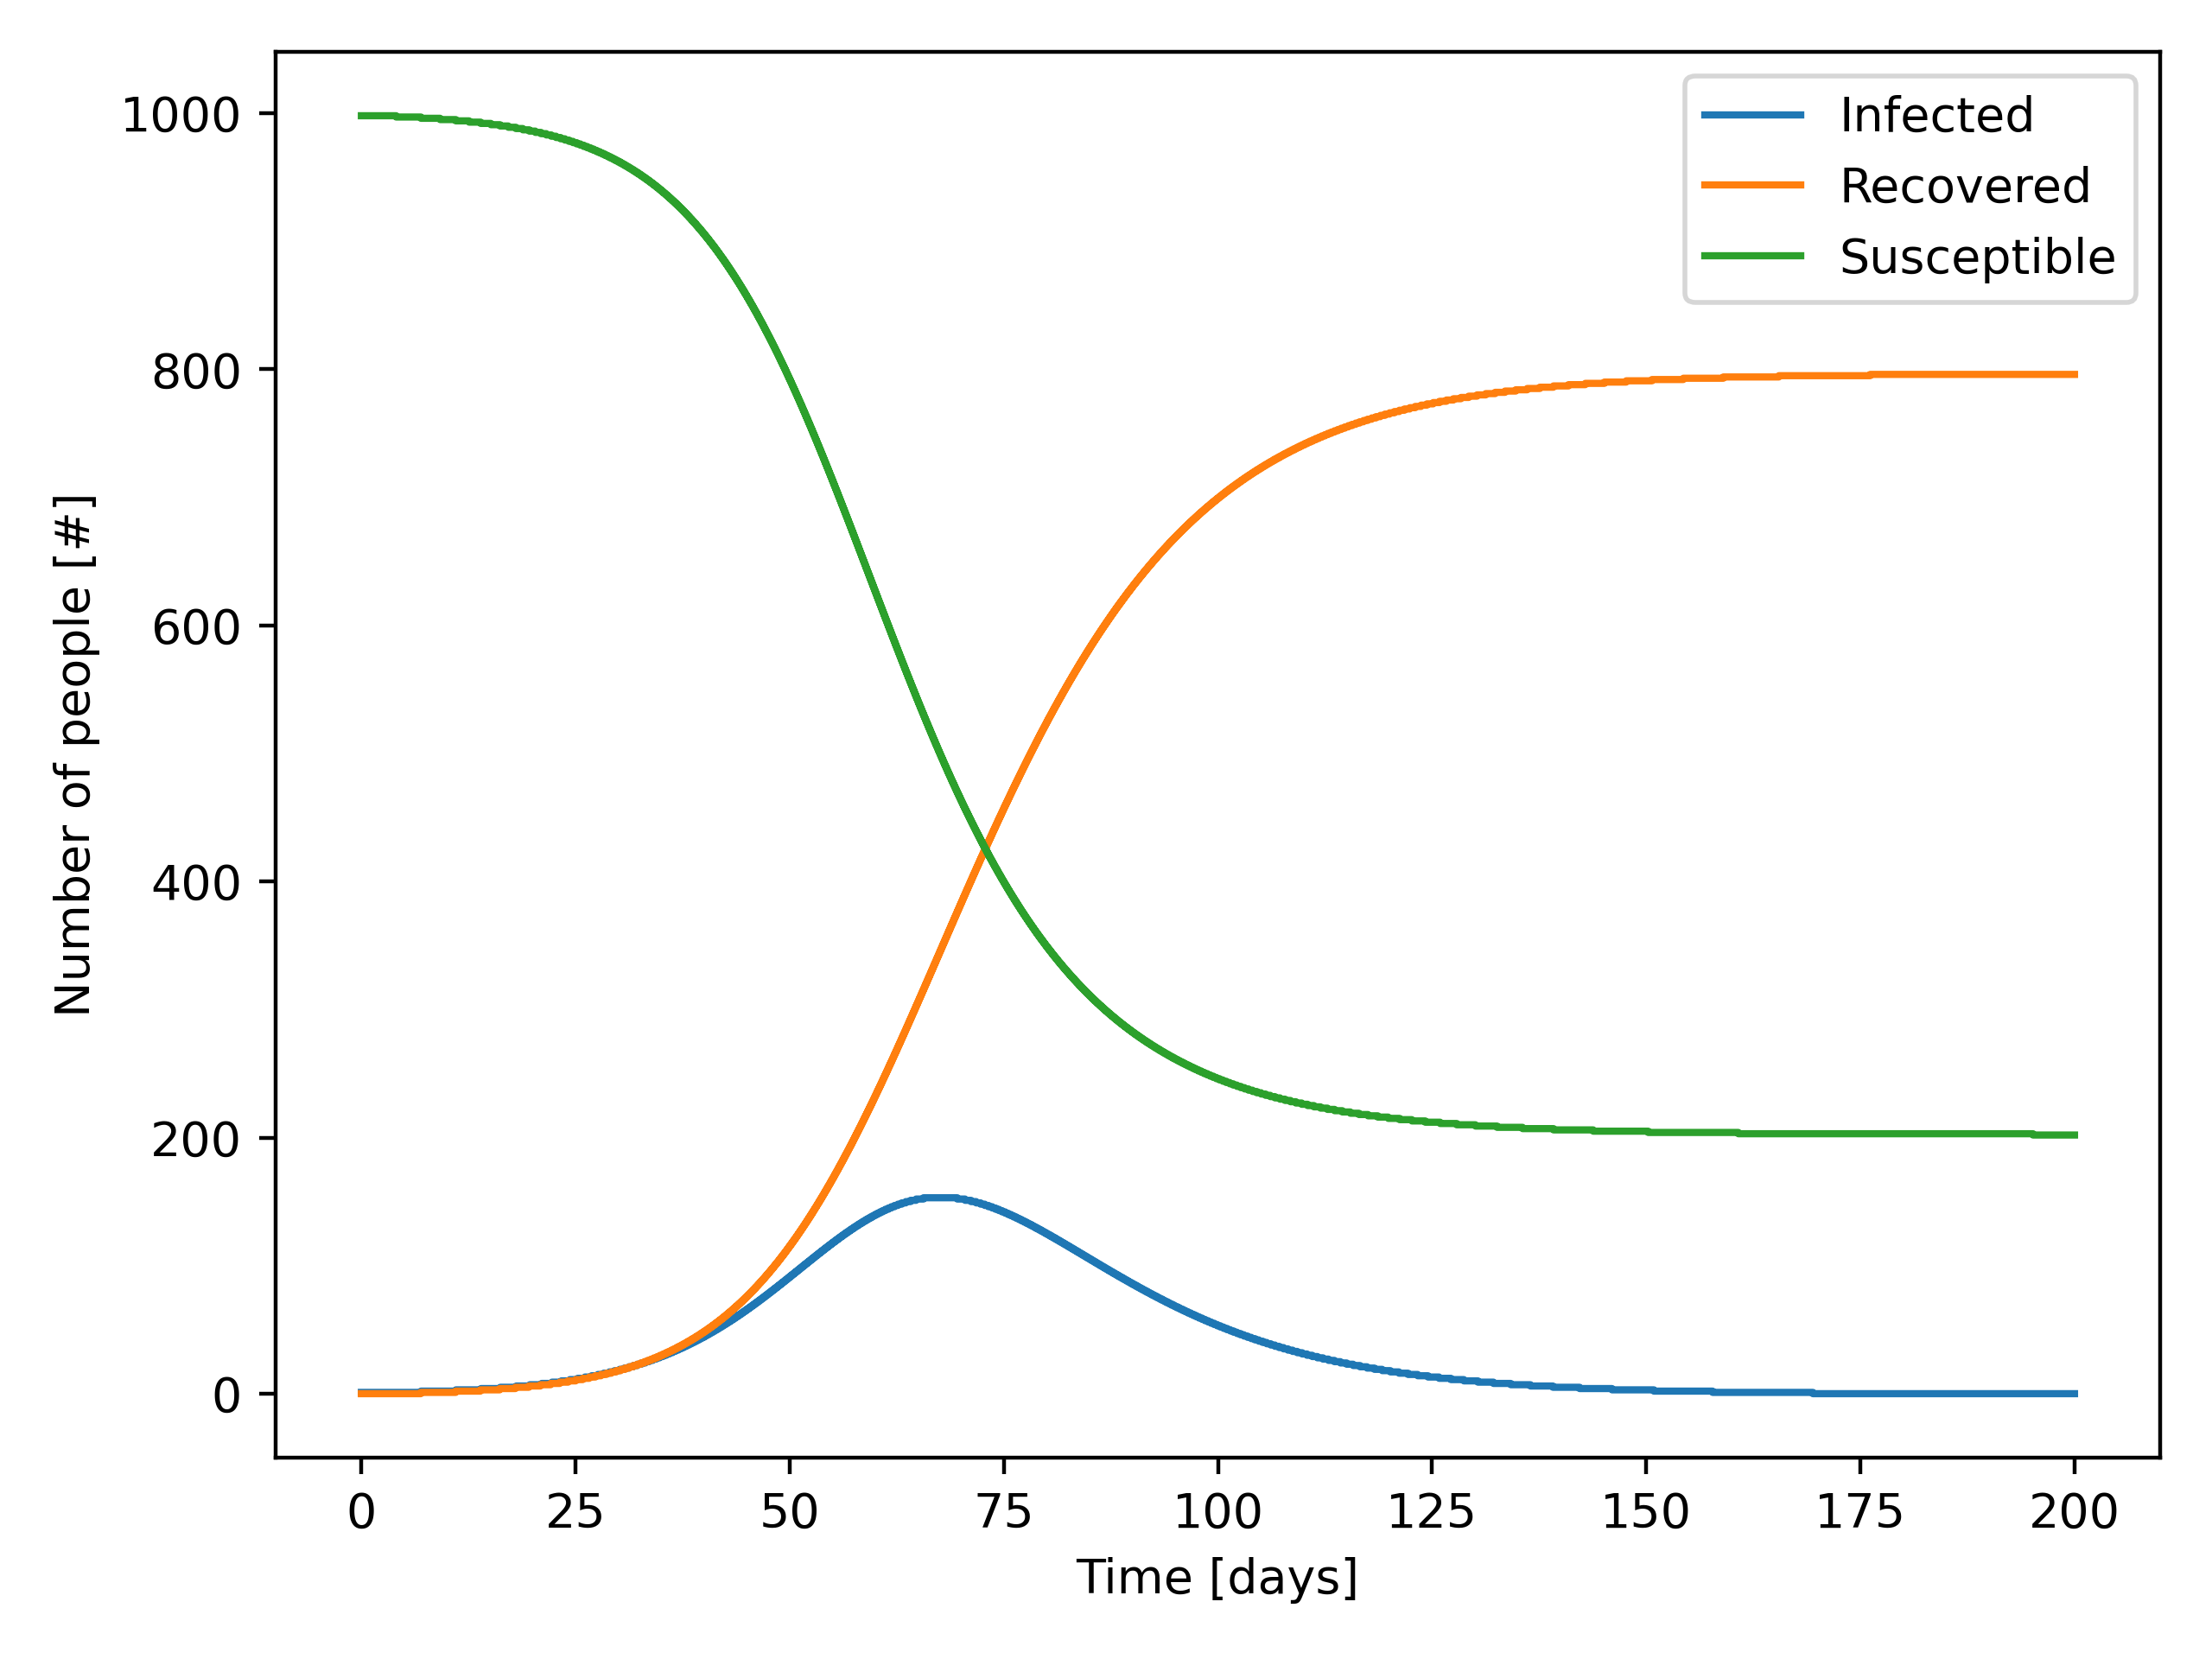 Infected
Recovered
Susceptible
1000
800
600
400
200
0
Number of people [#]
0 25 50 75 100 125 150 175 200
Time [days]